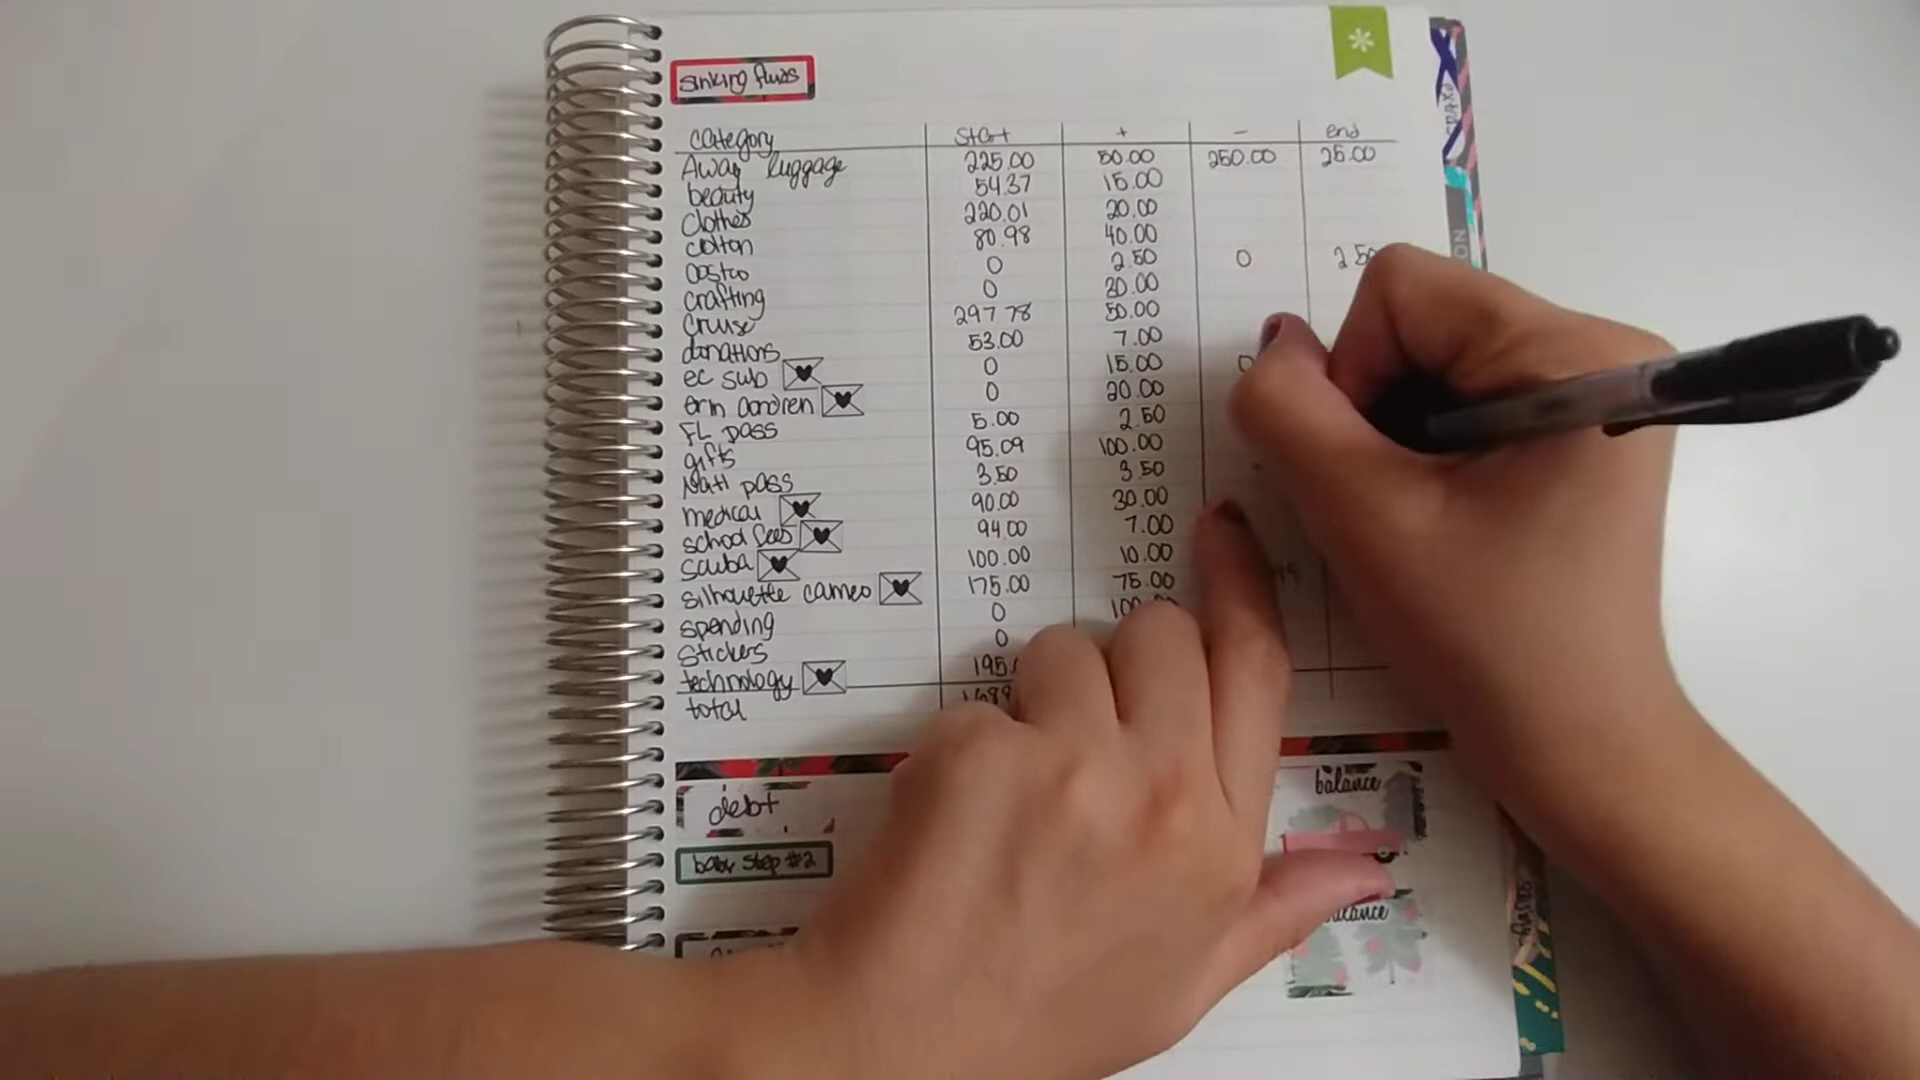 sinking funds
category start + - end
Away luggage 225.00 50.00 250.00 25.00
beauty 54.37 15.00
clothes 220.01 20.00
colton 80.98 40.00
costco 0 2.50 0 2.50
crafting 0 20.00
cruise 297.78 50.00
donations 53.00 7.00
ec sub 0 15.00 0
erin condren 0 20.00
FL pass 5.00 2.50
gifts 95.09 100.00
Natl pass 3.50 3.50
medical 90.00 30.00
school fees 94.00 7.00
scuba 100.00 10.00
silhouette cameo 175.00 75.00
spending 0
stickers 0
technology
total
debt
balance
baby step #2
balance